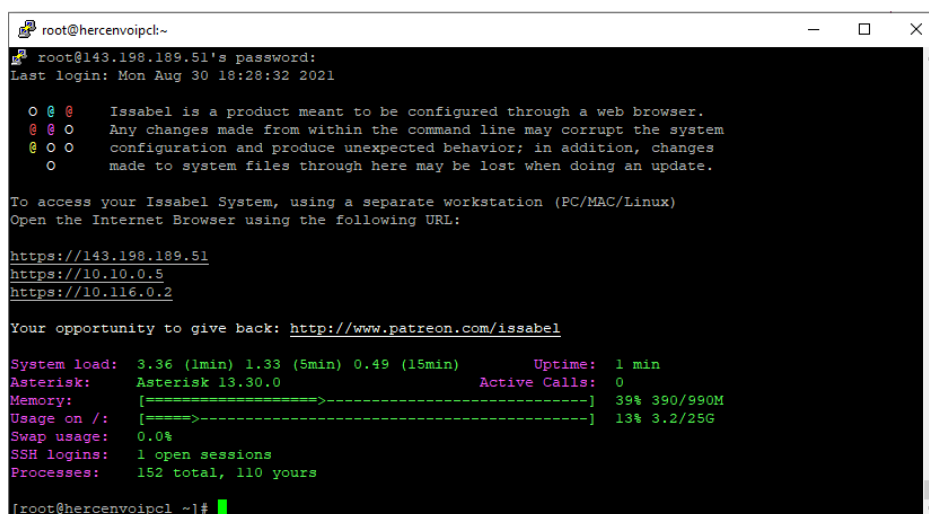 root@hercenvoipcl:~
root@143.198.189.51's password:
Last login: Mon Aug 30 18:28:32 2021
O @ @ Issabel is a product meant to be configured through a web browser.
@ @ O Any changes made from within the command line may corrupt the system
@ O O configuration and produce unexpected behavior; in addition, changes
O made to system files through here may be lost when doing an update.
To access your Issabel System, using a separate workstation (PC/MAC/Linux)
Open the Internet Browser using the following URL:
https://143.198.189.51
https://10.10.0.5
https://10.116.0.2
Your opportunity to give back: http://www.patreon.com/issabel
System load: 3.36 (1min) 1.33 (5min) 0.49 (15min) Uptime: 1 min
Asterisk: Asterisk 13.30.0 Active Calls: 0
Memory: [====================>------------------------------] 39% 390/990M
Usage on /: [=====>---------------------------------------------] 13% 3.2/25G
Swap usage: 0.0%
SSH logins: 1 open sessions
Processes: 152 total, 110 yours
[root@hercenvoipcl ~]#